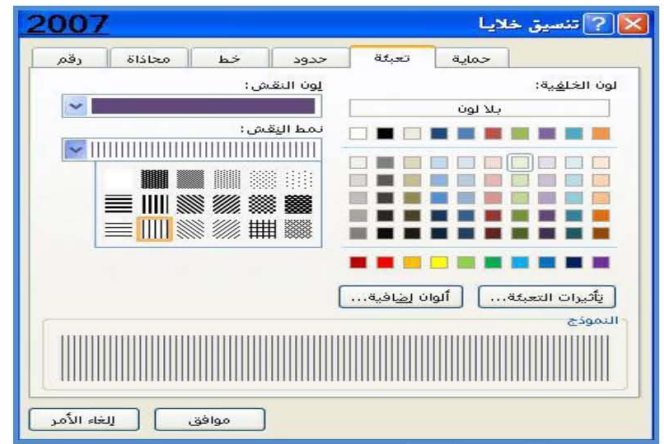 2007
تنسيق خلايا
رقم محاذاة خط حدود تعبئة حماية
لون الخلفية:
بلا لون
لون النقش:
نمط النقش:
تأثيرات التعبئة...
ألوان إضافية...
النموذج
موافق
إلغاء الأمر